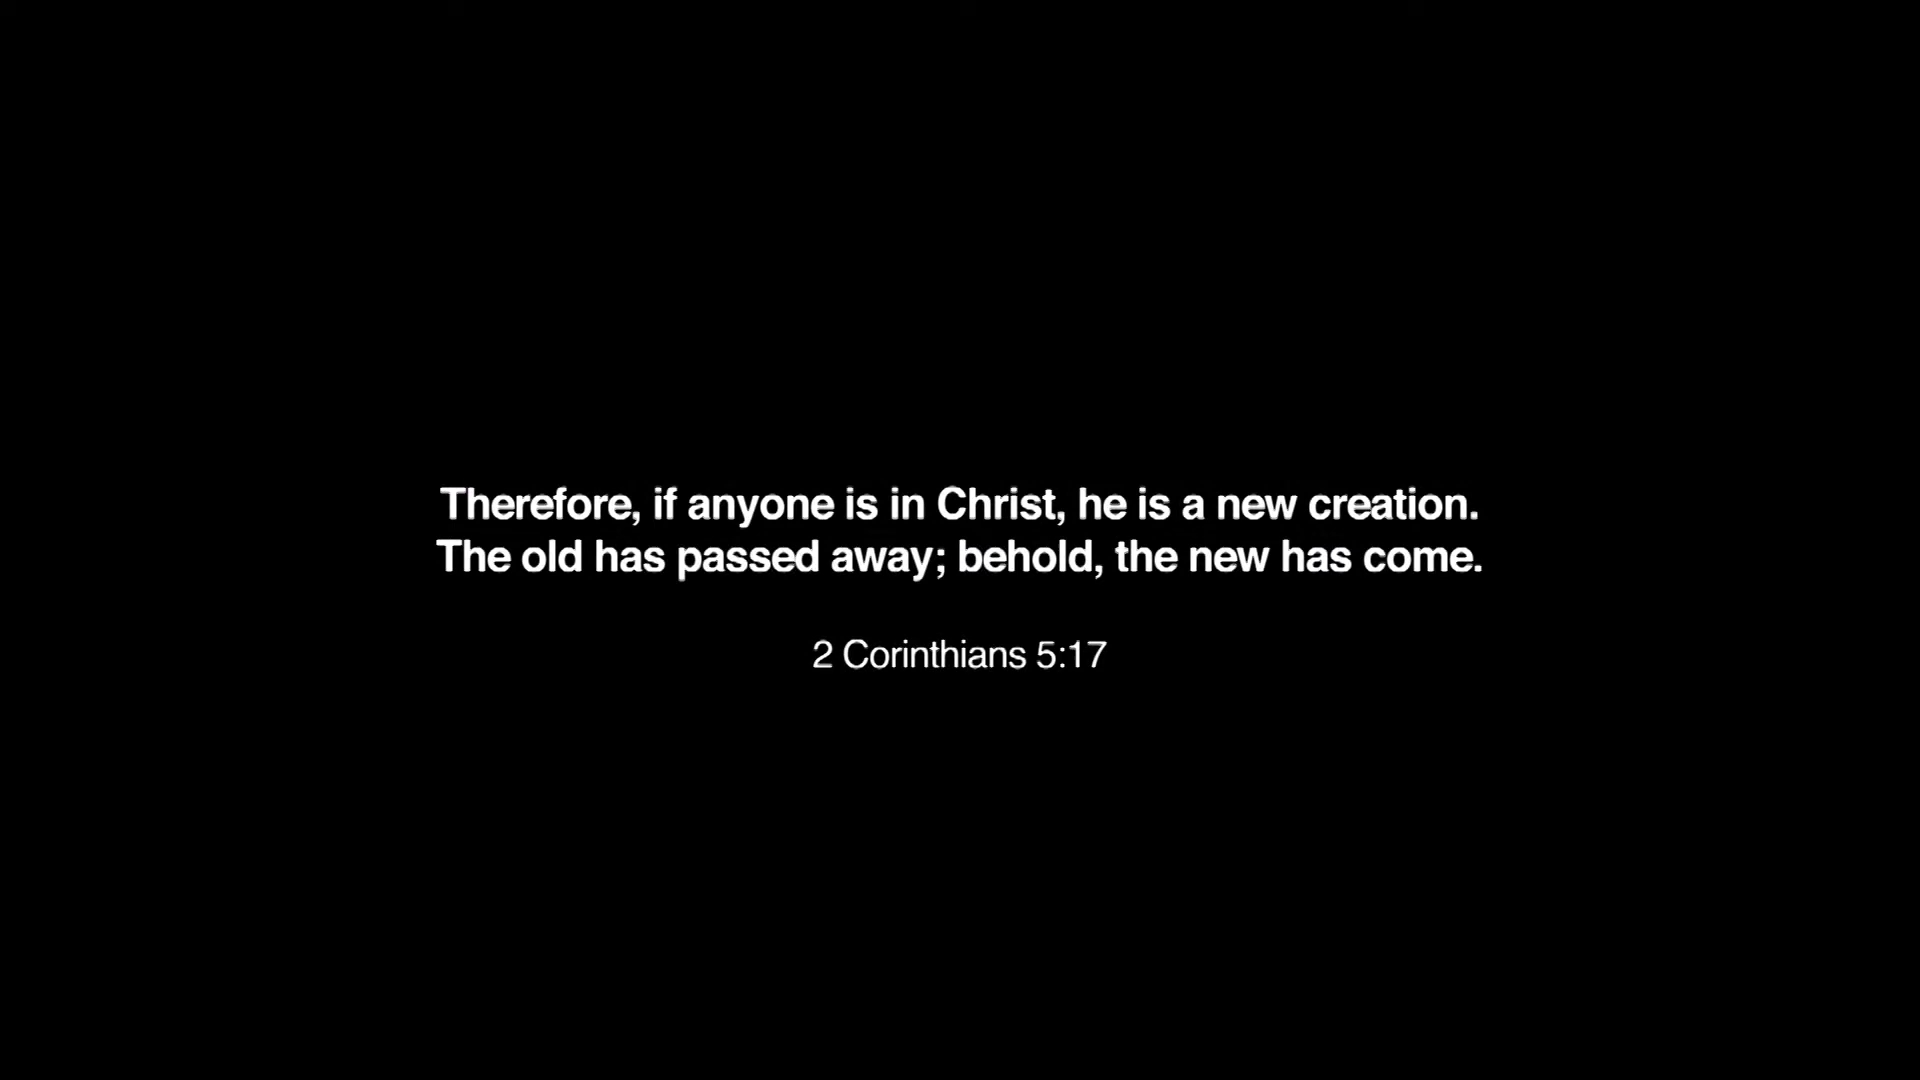 Therefore, if anyone is in Christ, he is a new creation.
The old has passed away; behold, the new has come.
2 Corinthians 5:17